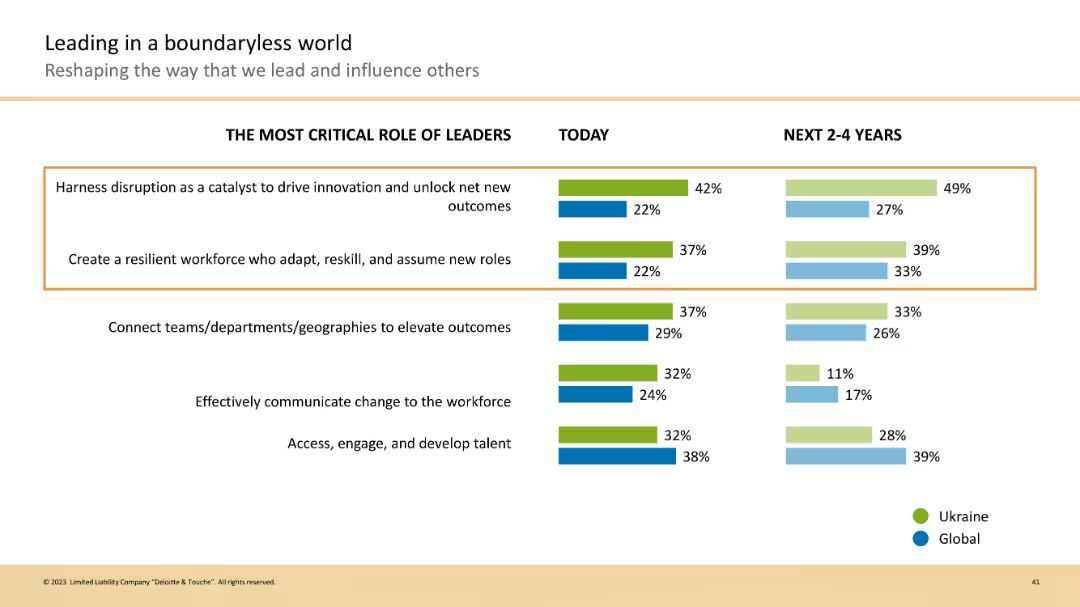 Leading in a boundaryless world
Reshaping the way that we lead and influence others
THE MOST CRITICAL ROLE OF LEADERS
TODAY
NEXT 2-4 YEARS
Harness disruption as a catalyst to drive innovation and unlock net new
outcomes
42%
22%
49%
27%
Create a resilient workforce who adapt, reskill, and assume new roles
37%
22%
39%
33%
Connect teams/departments/geographies to elevate outcomes
37%
29%
33%
26%
Effectively communicate change to the workforce
32%
24%
11%
17%
Access, engage, and develop talent
32%
38%
28%
39%
Ukraine
Global
© 2023 Limited Liability Company "Deloitte & Touche". All rights reserved.
41